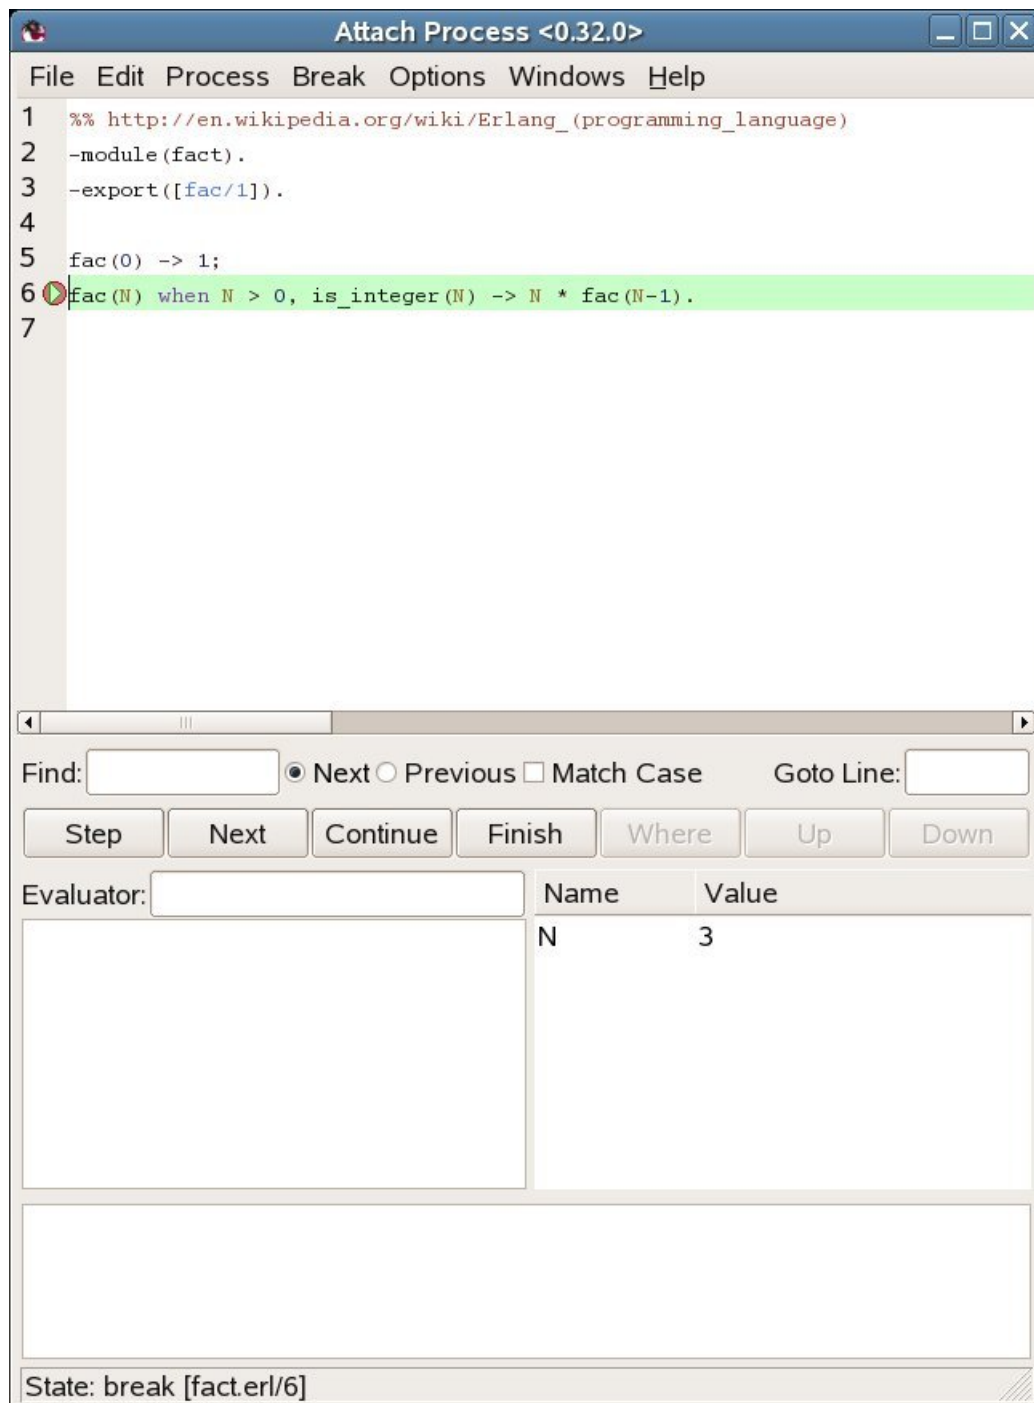 Attach Process <0.32.0>
File Edit Process Break Options Windows Help
1 %% http://en.wikipedia.org/wiki/Erlang_(programming_language)
2 -module(fact).
3 -export([fac/1]).
4
5 fac(0) -> 1;
6 fac(N) when N > 0, is_integer(N) -> N * fac(N-1).
7
Find: Next Previous Match Case Goto Line:
Step Next Continue Finish Where Up Down
Evaluator: Name Value
N 3
State: break [fact.erl/6]